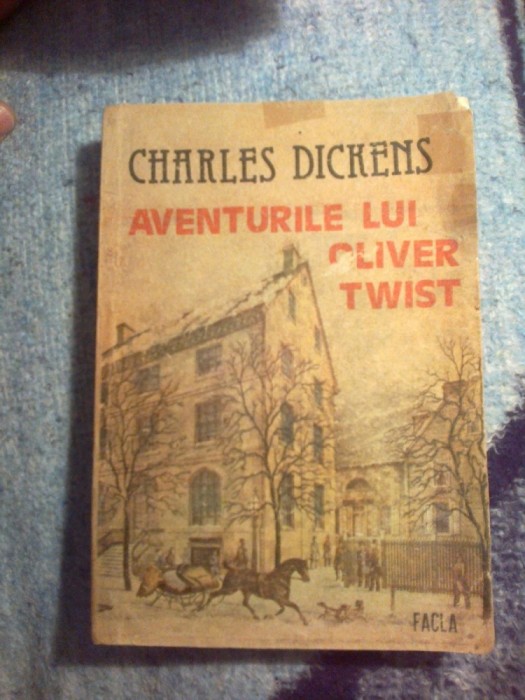 CHARLES DICKENS
AVENTURILE LUI
OLIVER
TWIST
FACLA